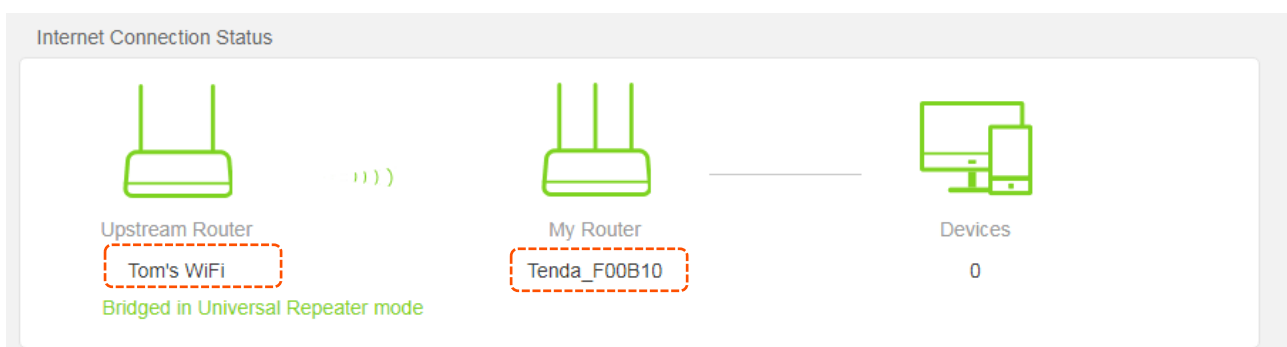 Internet Connection Status
Upstream Router
My Router
Devices
Tom's WiFi
Tenda_F00B10
0
Bridged in Universal Repeater mode